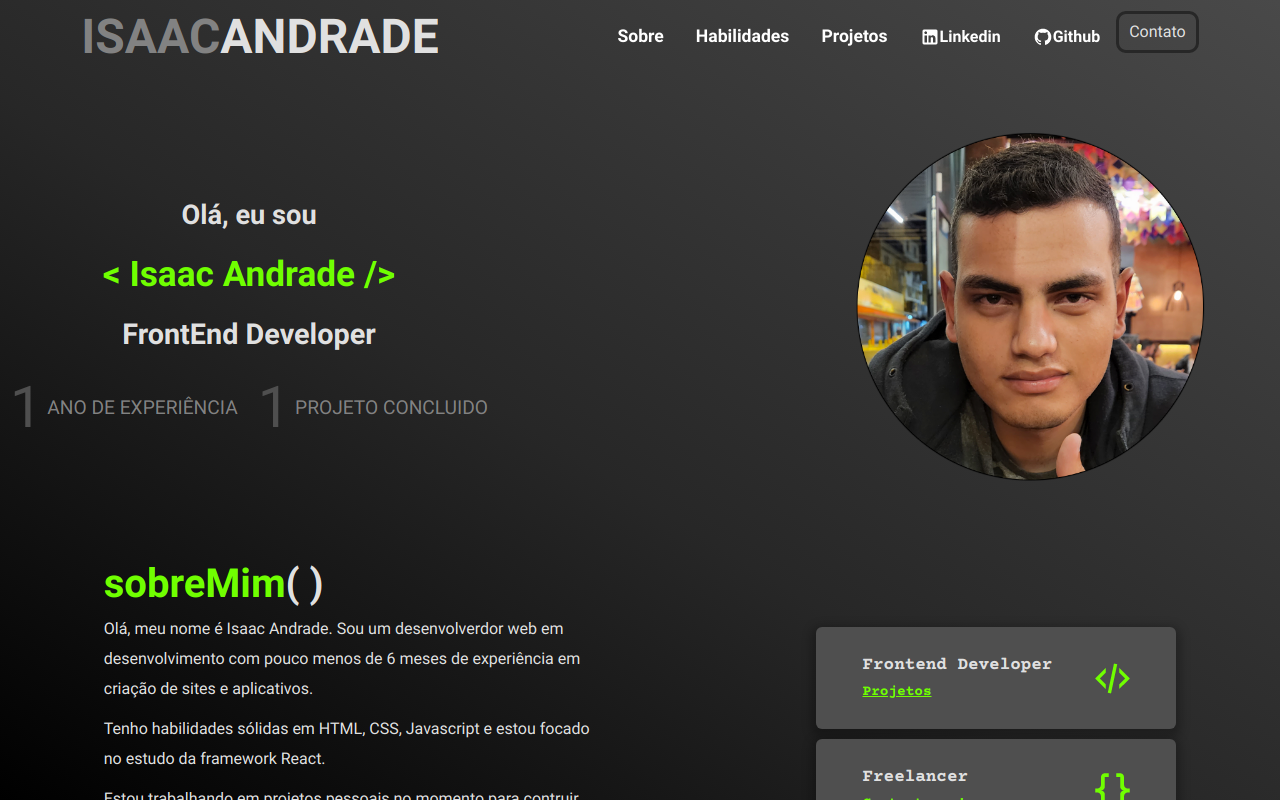 ISAACANDRADE
Sobre
Habilidades
Projetos
Linkedin
Github
Contato
Olá, eu sou
< Isaac Andrade />
FrontEnd Developer
1 ANO DE EXPERIÊNCIA
1 PROJETO CONCLUIDO
sobreMim( )
Olá, meu nome é Isaac Andrade. Sou um desenvolverdor web em
desenvolvimento com pouco menos de 6 meses de experiência em
criação de sites e aplicativos.
Tenho habilidades sólidas em HTML, CSS, Javascript e estou focado
no estudo da framework React.
Estou trabalhando em projetos pessoais no momento para contruir
Frontend Developer
Projetos
</>
Freelancer
{}